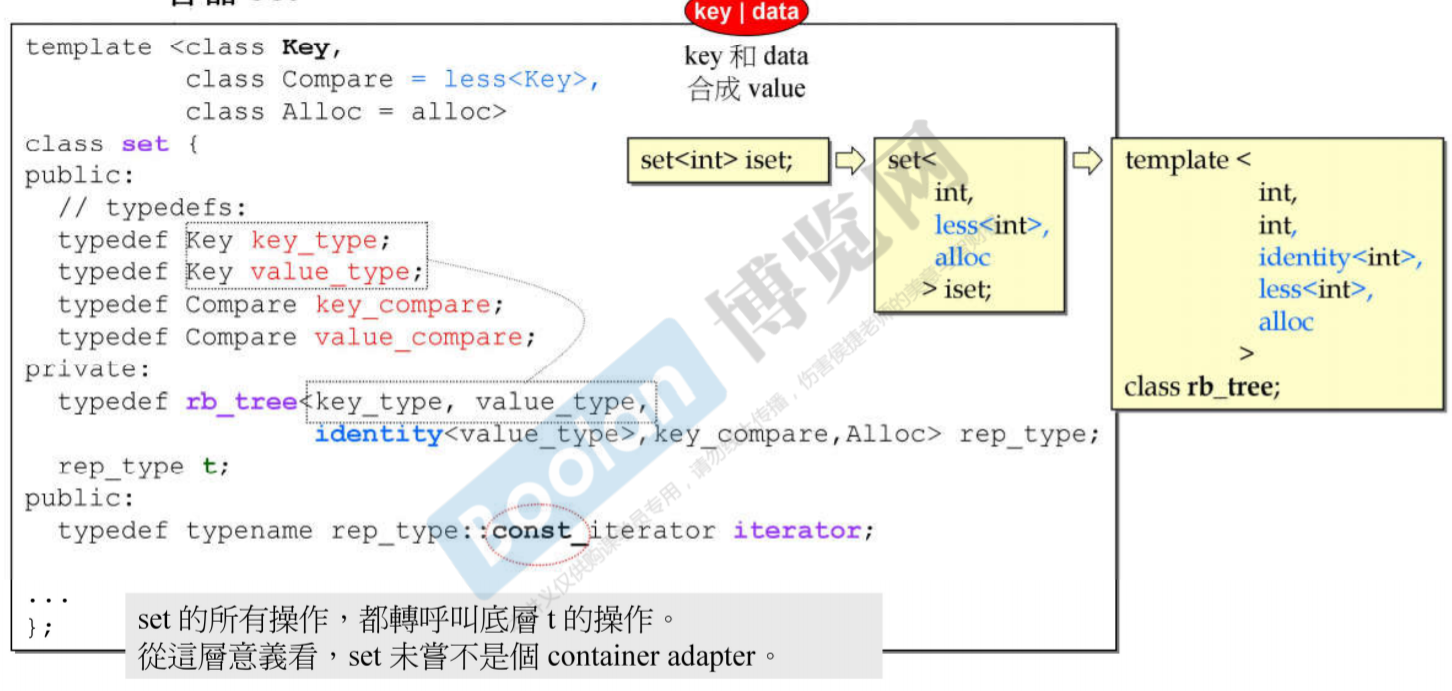 key | data
key 和 data
合成 value
template <class Key,
class Compare = less<Key>,
class Alloc = alloc>
class set {
public:
// typedefs:
typedef Key key_type;
typedef Key value_type;
typedef Compare key_compare;
typedef Compare value_compare;
private:
typedef rb_tree<key_type, value_type,
identity<value_type>,key_compare,Alloc> rep_type;
rep_type t;
public:
typedef typename rep_type::const_iterator iterator;
...
};
set<int> iset;
set<
int,
less<int>,
alloc
> iset;
template <
int,
int,
identity<int>,
less<int>,
alloc
>
class rb_tree;
set 的所有操作，都轉呼叫底層 t 的操作。
從這層意義看，set 未嘗不是個 container adapter。
Boolan 博览网